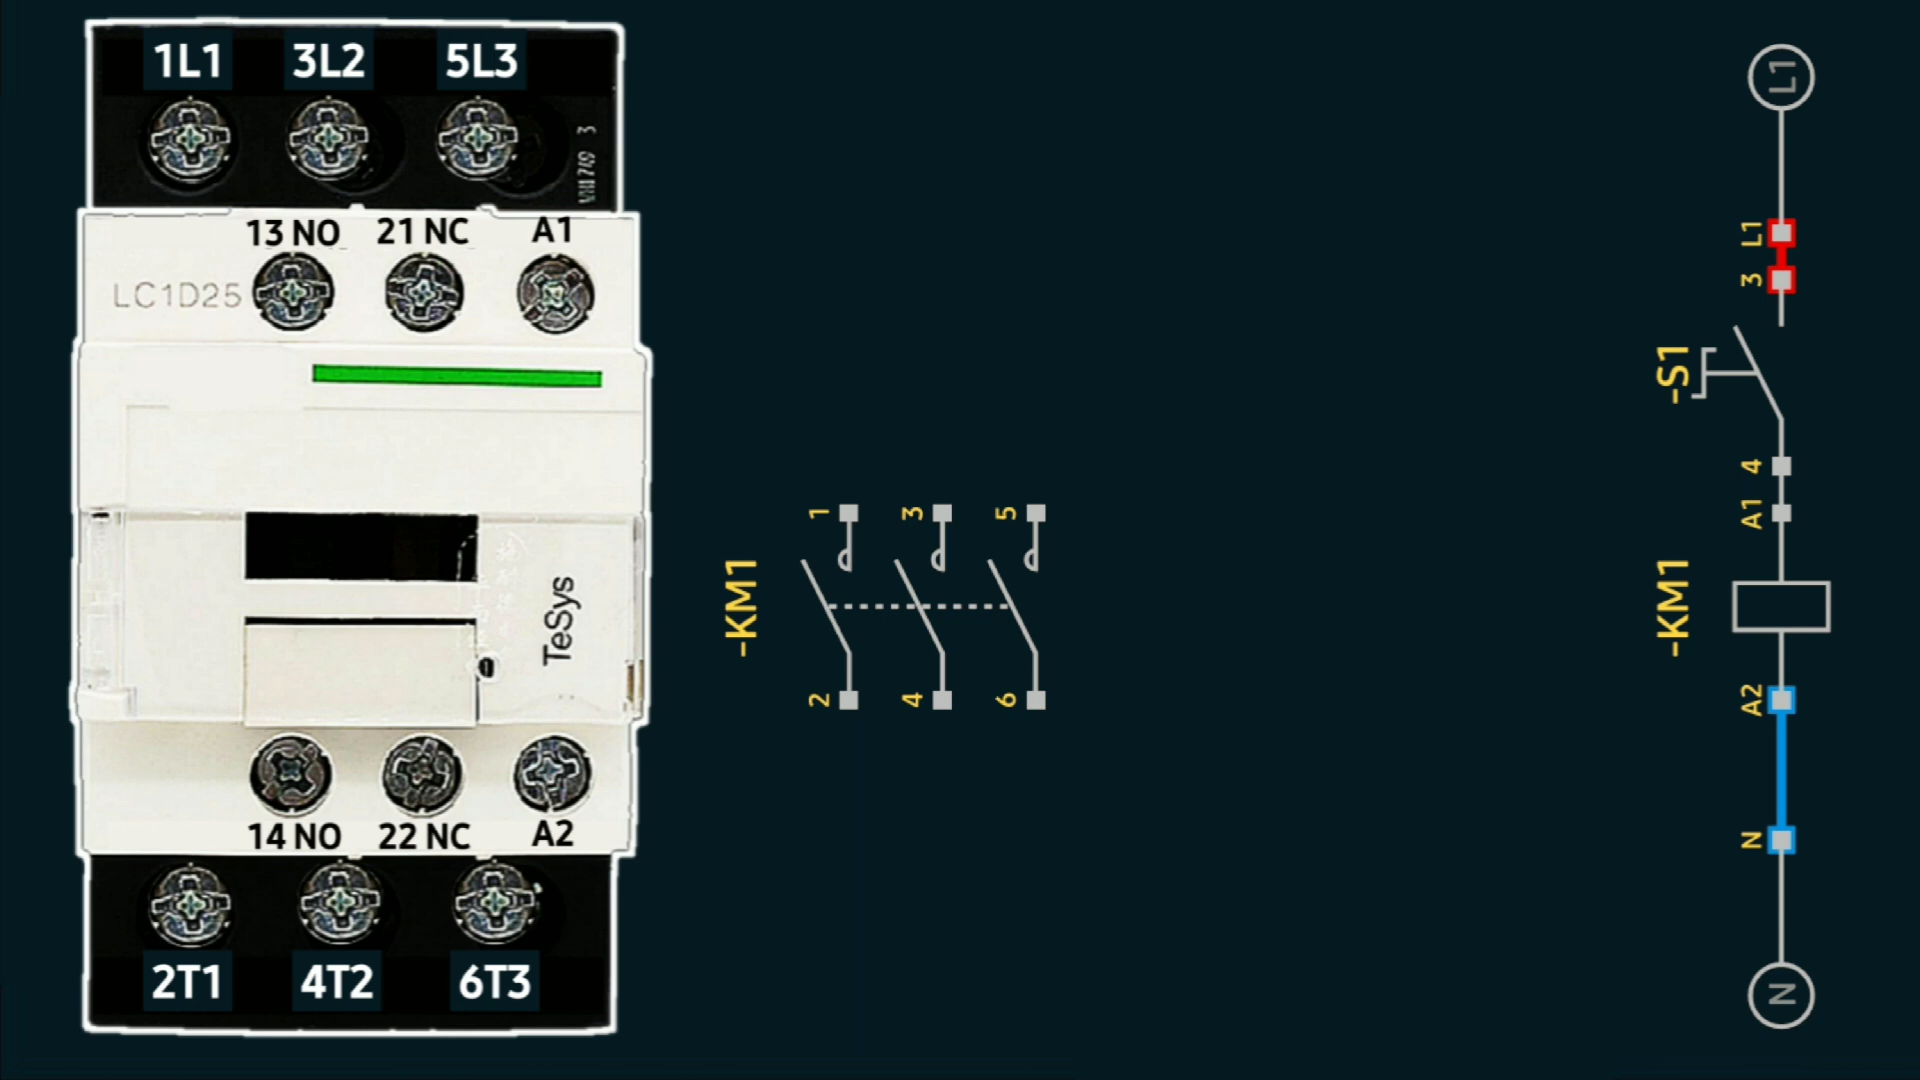 1L1 3L2 5L3
13 NO 21 NC A1
LC1D25
TeSys
14 NO 22 NC A2
2T1 4T2 6T3
-KM1
1 3 5
2 4 6
L1
L1
3
-S1
4
A1
-KM1
A2
N
N